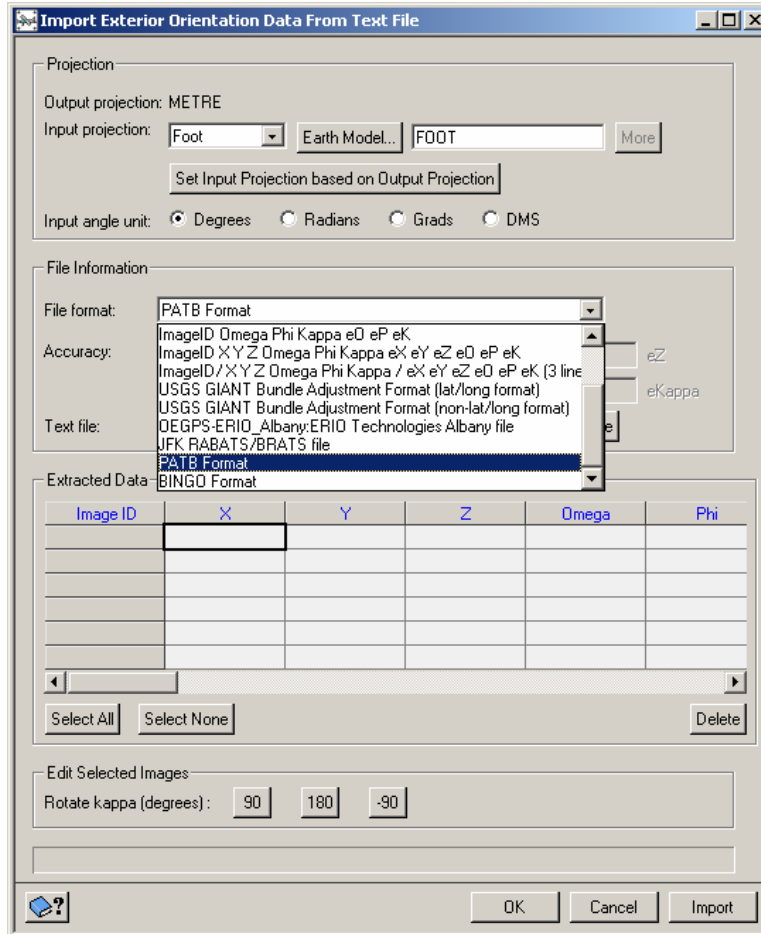 Import Exterior Orientation Data From Text File
Projection
Output projection: METRE
Input projection: Foot Earth Model... FOOT More
Set Input Projection based on Output Projection
Input angle unit: Degrees Radians Grads DMS
File Information
File format: PATB Format
ImageID Omega Phi Kappa eO eP eK
Accuracy: ImageID X Y Z Omega Phi Kappa eX eY eZ eO eP eK eZ
ImageID / X Y Z Omega Phi Kappa / eX eY eZ eO eP eK (3 line
USGS GIANT Bundle Adjustment Format (lat/long format) eKappa
USGS GIANT Bundle Adjustment Format (non-lat/long format)
Text file: OEGPS-ERIO_Albany:ERIO Technologies Albany file e
JFK RABATS/BRATS file
PATB Format
Extracted Data BINGO Format
Image ID X Y Z Omega Phi
Select All Select None Delete
Edit Selected Images
Rotate kappa (degrees) : 90 180 -90
? OK Cancel Import